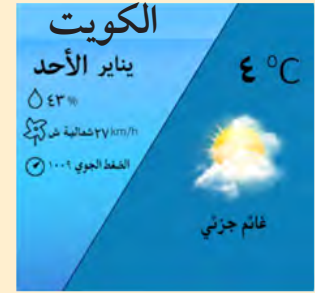 الكويت
يناير الأحد
٤ °C
٤٣%
٢٧km/h شمالية ش
الضغط الجوي ١٠٠٩
غائم جزئي